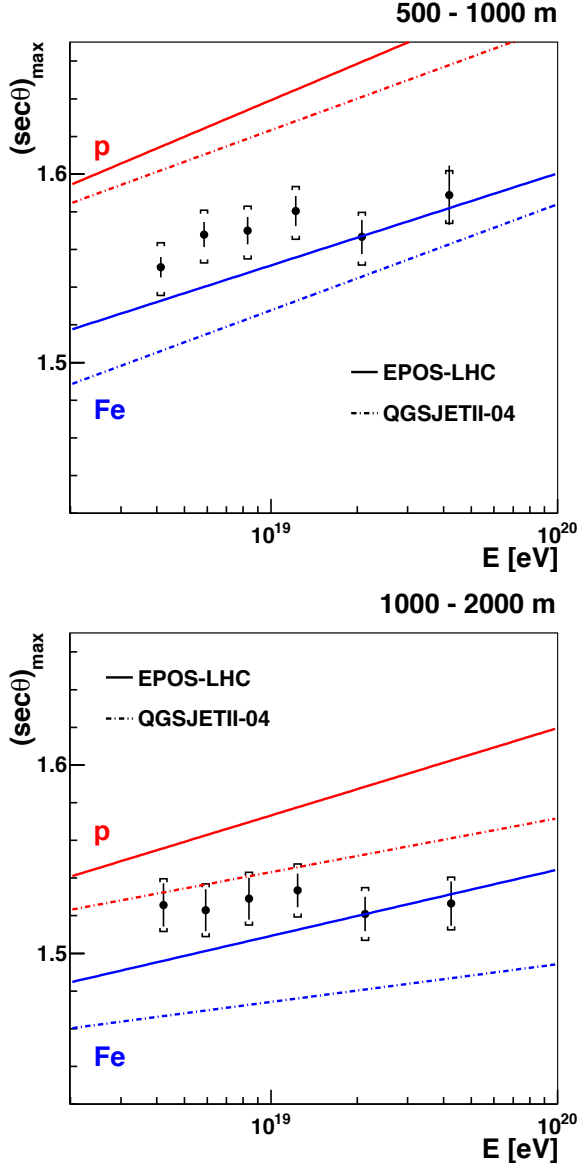 500 - 1000 m
(secθ)max
p
1.6
1.5
EPOS-LHC
QGSJETII-04
Fe
10^19
10^20
E [eV]
1000 - 2000 m
(secθ)max
EPOS-LHC
QGSJETII-04
1.6
p
1.5
Fe
10^19
10^20
E [eV]